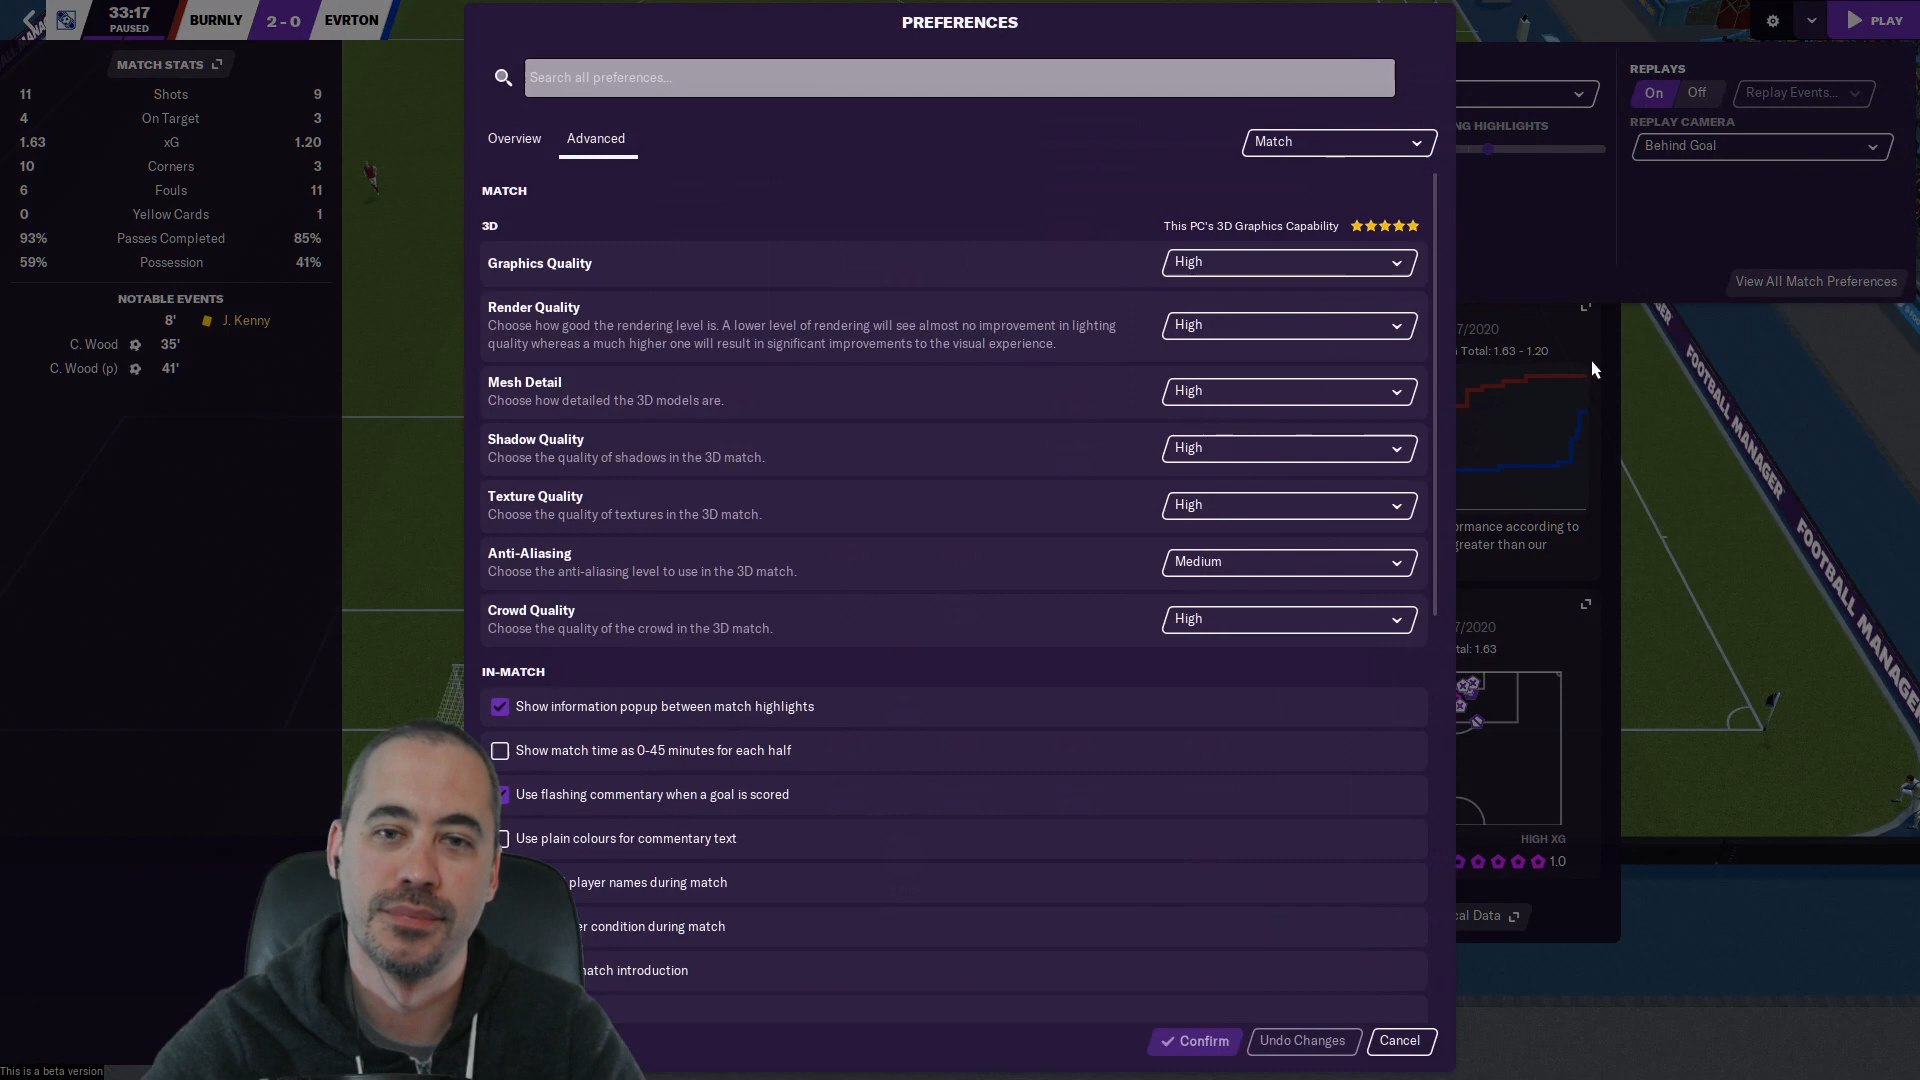 33:17
PAUSED
BURNLY
2 - 0
EVRTON
PLAY
MATCH STATS
11 Shots 9
4 On Target 3
1.63 xG 1.20
10 Corners 3
6 Fouls 11
0 Yellow Cards 1
93% Passes Completed 85%
59% Possession 41%
NOTABLE EVENTS
8' J. Kenny
C. Wood 35'
C. Wood (p) 41'
This is a beta version
PREFERENCES
Search all preferences...
Overview Advanced
Match
MATCH
3D
This PC's 3D Graphics Capability
Graphics Quality
High
Render Quality
Choose how good the rendering level is. A lower level of rendering will see almost no improvement in lighting
quality whereas a much higher one will result in significant improvements to the visual experience.
High
Mesh Detail
Choose how detailed the 3D models are.
High
Shadow Quality
Choose the quality of shadows in the 3D match.
High
Texture Quality
Choose the quality of textures in the 3D match.
High
Anti-Aliasing
Choose the anti-aliasing level to use in the 3D match.
Medium
Crowd Quality
Choose the quality of the crowd in the 3D match.
High
IN-MATCH
Show information popup between match highlights
Show match time as 0-45 minutes for each half
Use flashing commentary when a goal is scored
Use plain colours for commentary text
player names during match
condition during match
introduction
Confirm
Undo Changes
Cancel
REPLAYS
On Off
Replay Events...
HIGHLIGHTS
REPLAY CAMERA
Behind Goal
View All Match Preferences
7/2020
Total: 1.63 - 1.20
according to
than our
7/2020
1.63
HIGH XG
1.0
Data
FOOTBALL MANAGER
FOOTBALL MANAGER